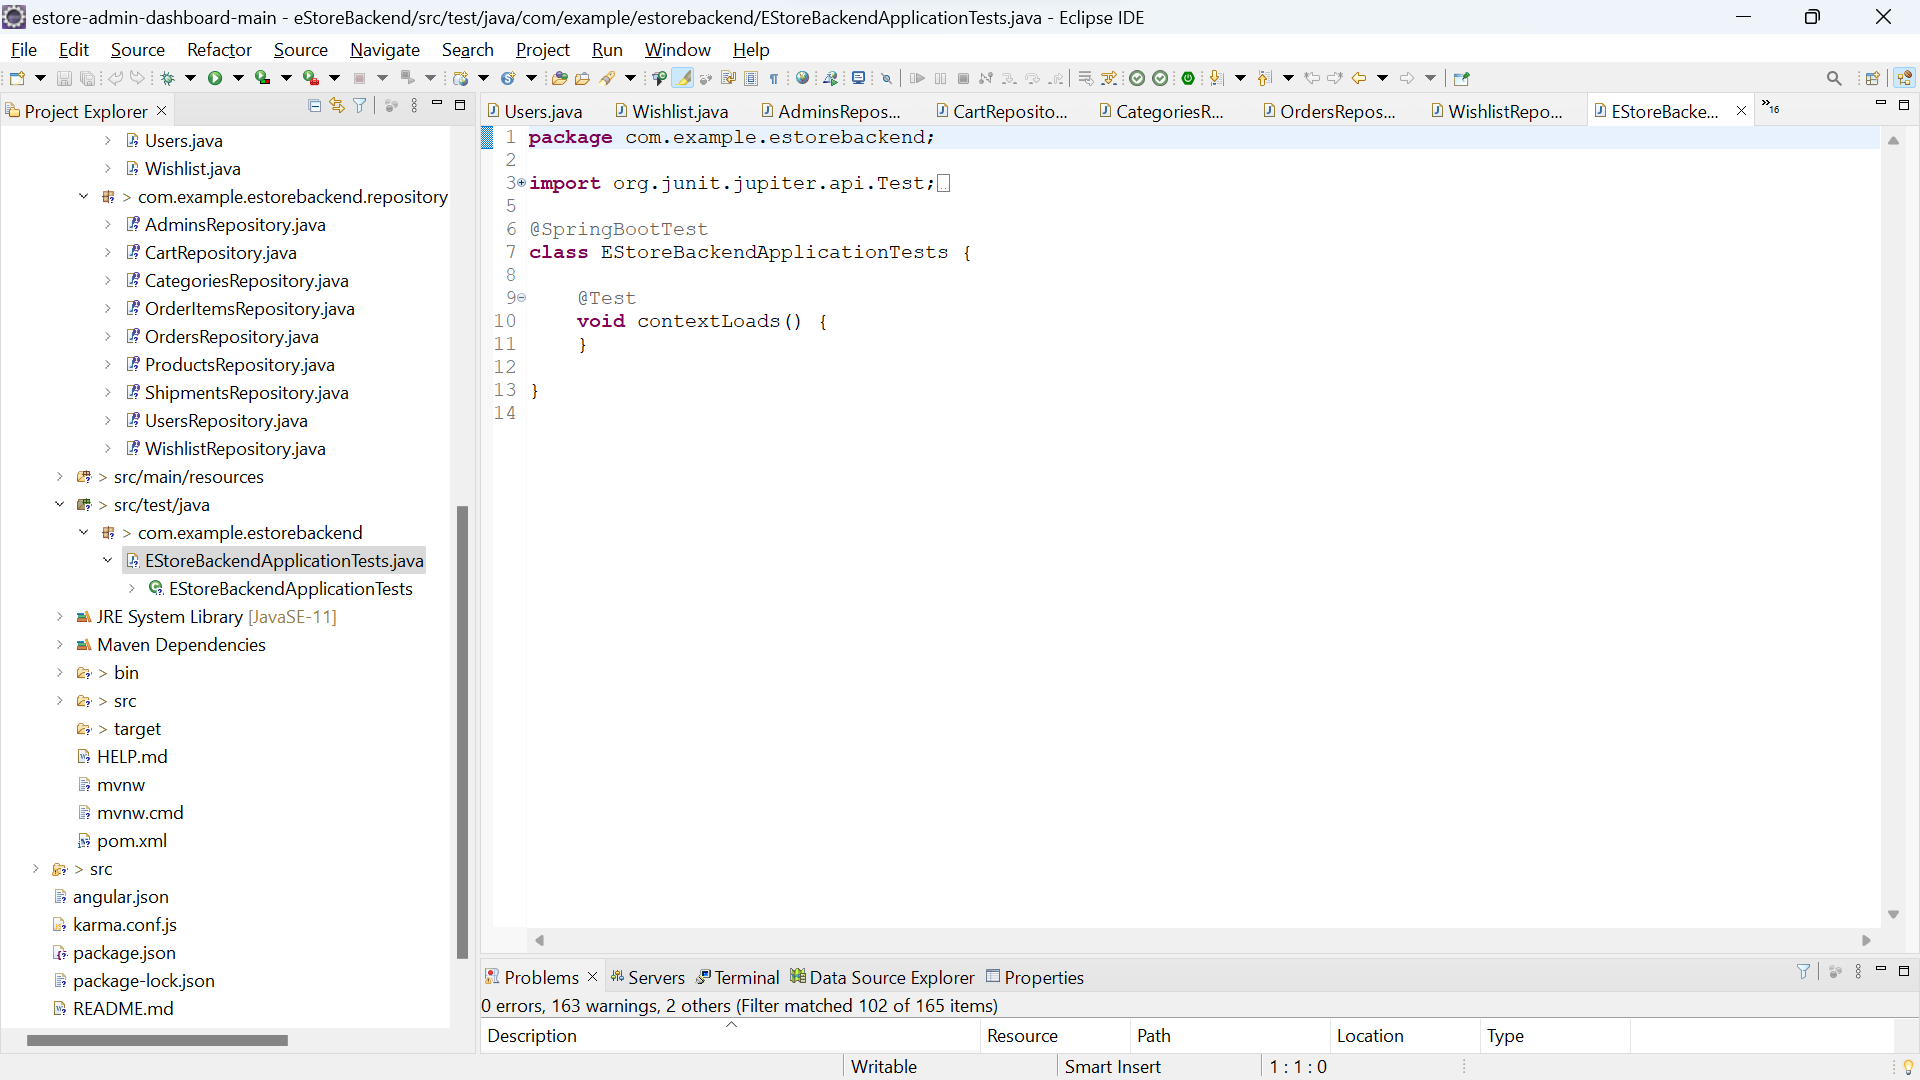 estore-admin-dashboard-main - eStoreBackend/src/test/java/com/example/estorebackend/EStoreBackendApplicationTests.java - Eclipse IDE
File Edit Source Refactor Source Navigate Search Project Run Window Help
Project Explorer
Users.java
Wishlist.java
> com.example.estorebackend.repository
AdminsRepository.java
CartRepository.java
CategoriesRepository.java
OrderItemsRepository.java
OrdersRepository.java
ProductsRepository.java
ShipmentsRepository.java
UsersRepository.java
WishlistRepository.java
> src/main/resources
> src/test/java
> com.example.estorebackend
EStoreBackendApplicationTests.java
EStoreBackendApplicationTests
JRE System Library [JavaSE-11]
Maven Dependencies
> bin
> src
> target
HELP.md
mvnw
mvnw.cmd
pom.xml
> src
angular.json
karma.conf.js
package.json
package-lock.json
README.md
Users.java Wishlist.java AdminsRepos... CartReposito... CategoriesR... OrdersRepos... WishlistRepo... EStoreBacke... »16
1 package com.example.estorebackend;
2
3 import org.junit.jupiter.api.Test;
5
6 @SpringBootTest
7 class EStoreBackendApplicationTests {
8
9 @Test
10 void contextLoads() {
11 }
12
13 }
14
Problems Servers Terminal Data Source Explorer Properties
0 errors, 163 warnings, 2 others (Filter matched 102 of 165 items)
Description Resource Path Location Type
Writable Smart Insert 1 : 1 : 0